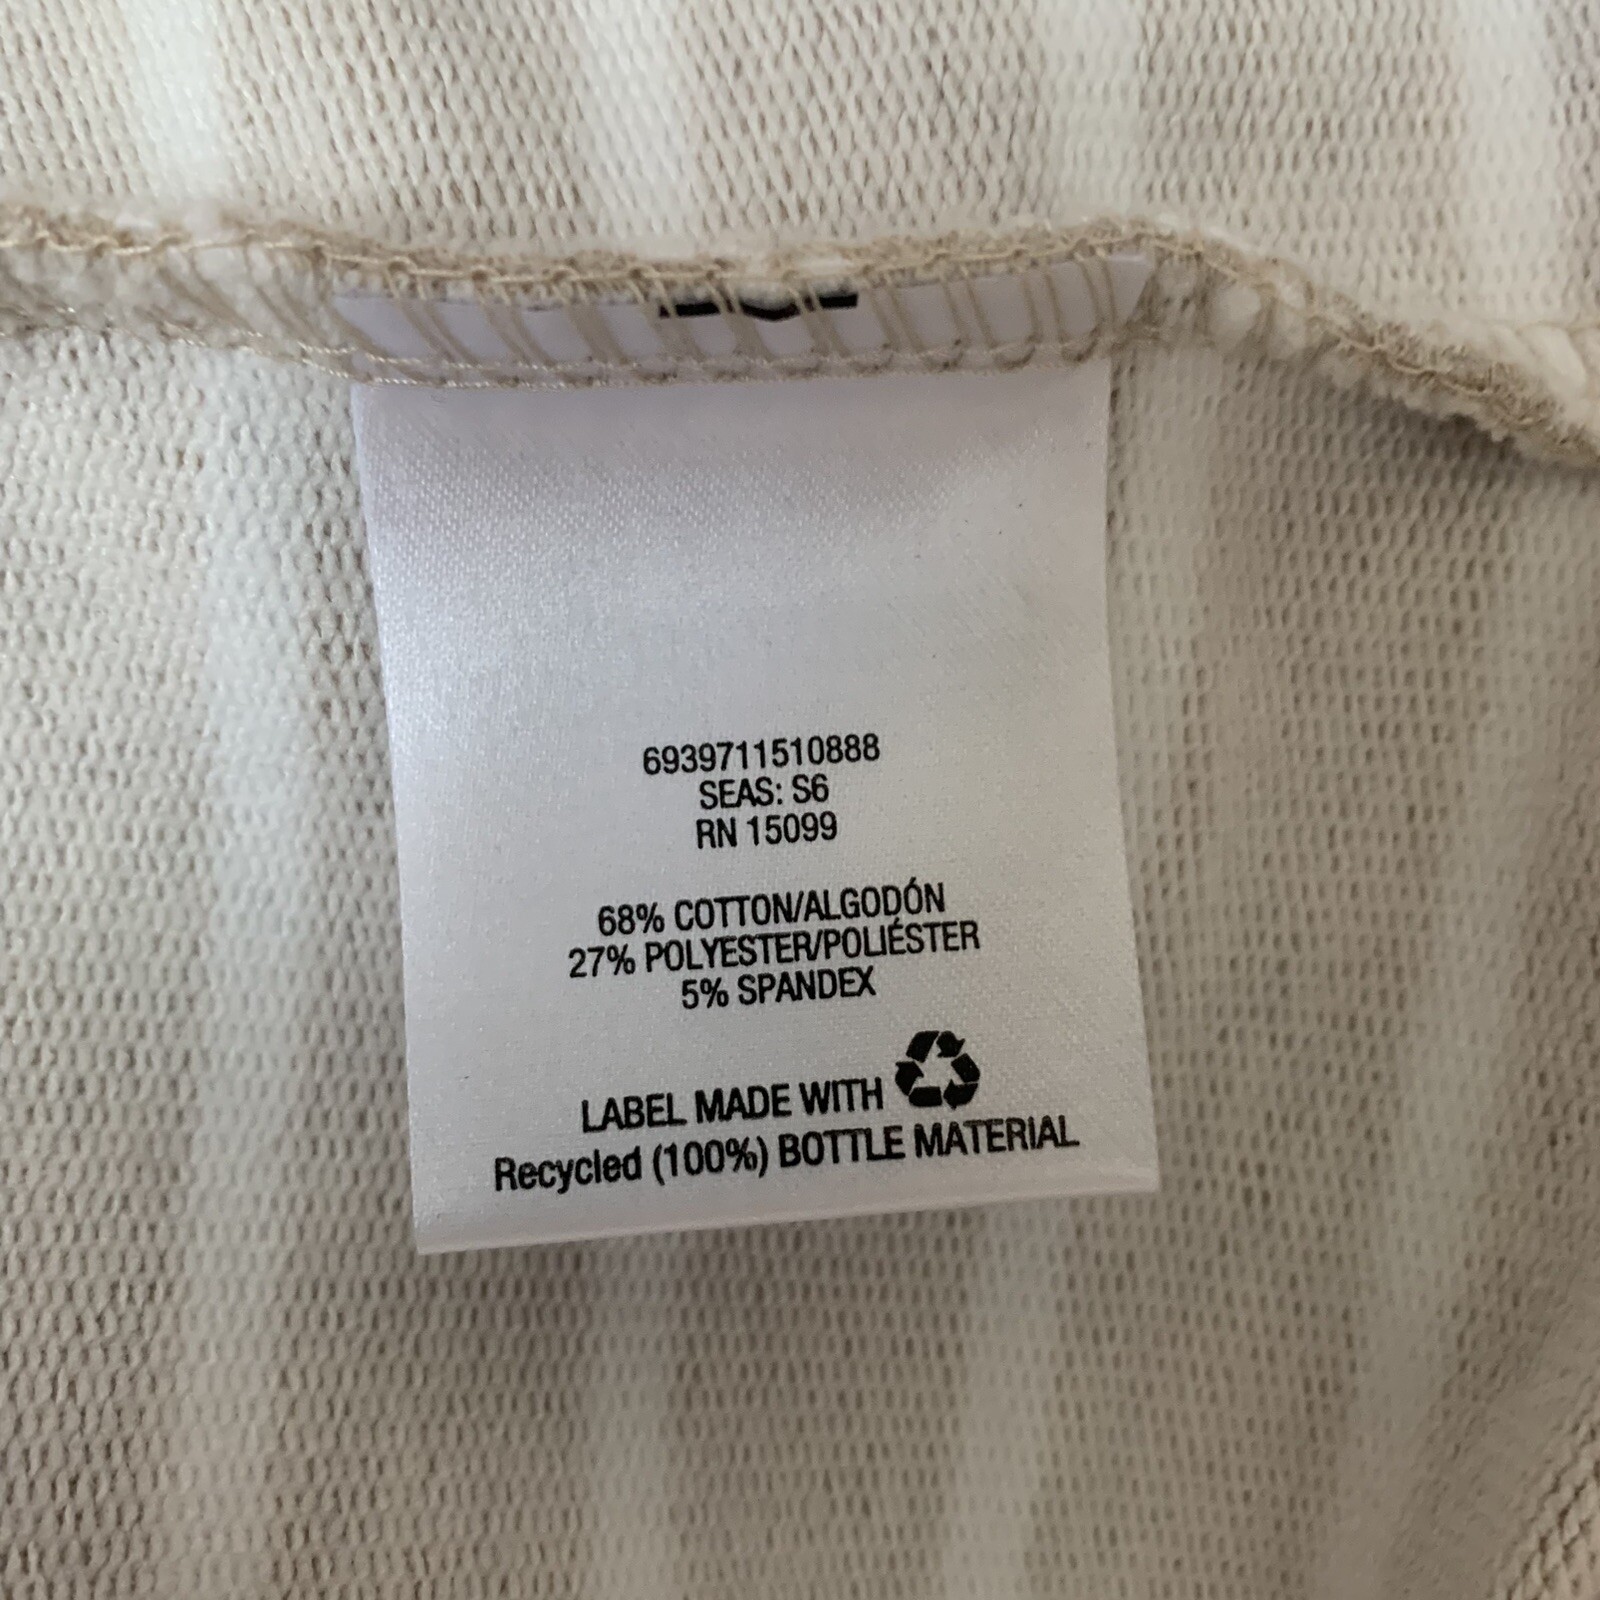 6939711510888
SEAS: S6
RN 15099
68% COTTON/ALGODÓN
27% POLYESTER/POLIÉSTER
5% SPANDEX
LABEL MADE WITH
Recycled (100%) BOTTLE MATERIAL